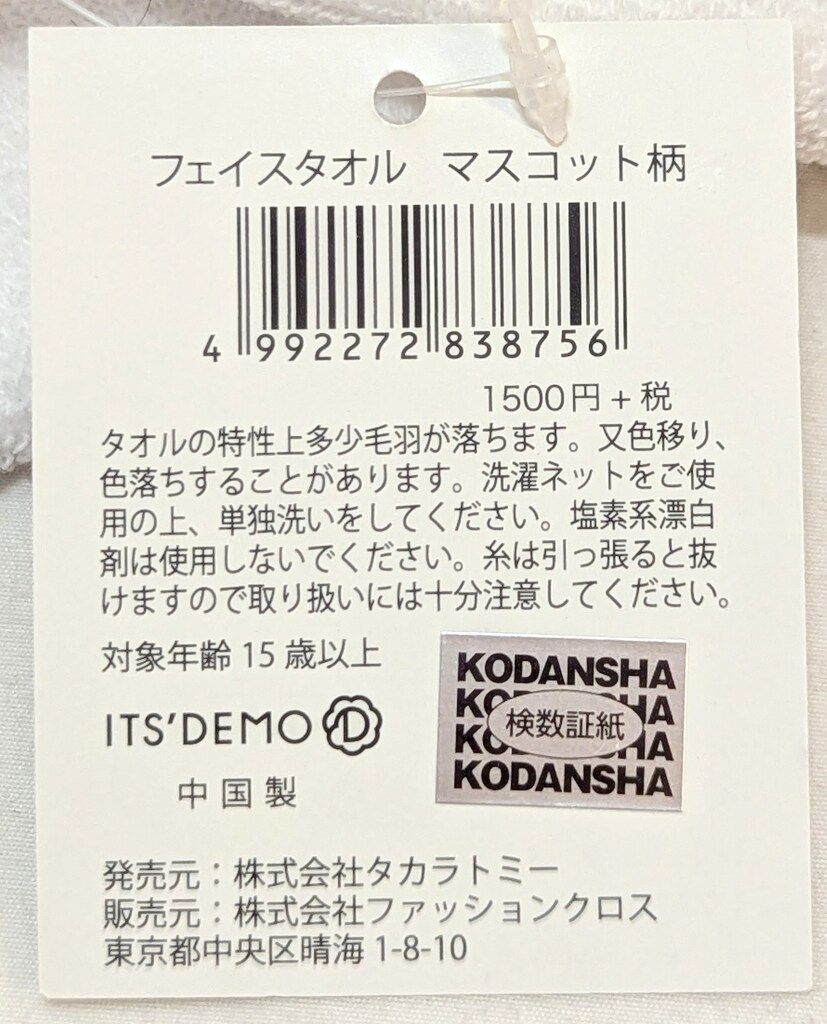 フェイスタオル マスコット柄
4 992272 838756
1500円 + 税
タオルの特性上多少毛羽が落ちます。又色移り、
色落ちすることがあります。洗濯ネットをご使
用の上、単独洗いをしてください。塩素系漂白
剤は使用しないでください。糸は引っ張ると抜
けますので取り扱いには十分注意してください。
対象年齢 15 歳以上
ITS'DEMO D
中国製
KODANSHA
KODANSHA
検数証紙
KODANSHA
KODANSHA
発売元：株式会社タカラトミー
販売元：株式会社ファッションクロス
東京都中央区晴海 1-8-10